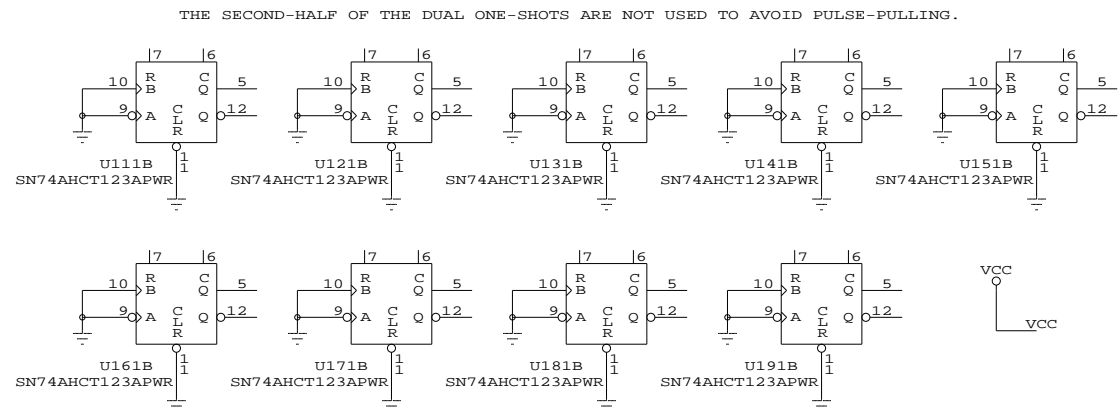 THE SECOND-HALF OF THE DUAL ONE-SHOTS ARE NOT USED TO AVOID PULSE-PULLING.
7 6 7 6 7 6 7 6 7 6
R C R C R C R C R C
10 B Q 5 10 B Q 5 10 B Q 5 10 B Q 5 10 B Q 5
9 A CLR Q 12 9 A CLR Q 12 9 A CLR Q 12 9 A CLR Q 12 9 A CLR Q 12
11 11 11 11 11
U111B U121B U131B U141B U151B
SN74AHCT123APWR SN74AHCT123APWR SN74AHCT123APWR SN74AHCT123APWR SN74AHCT123APWR
7 6 7 6 7 6 7 6
R C R C R C R C VCC
10 B Q 5 10 B Q 5 10 B Q 5 10 B Q 5
9 A CLR Q 12 9 A CLR Q 12 9 A CLR Q 12 9 A CLR Q 12 VCC
11 11 11 11
U161B U171B U181B U191B
SN74AHCT123APWR SN74AHCT123APWR SN74AHCT123APWR SN74AHCT123APWR